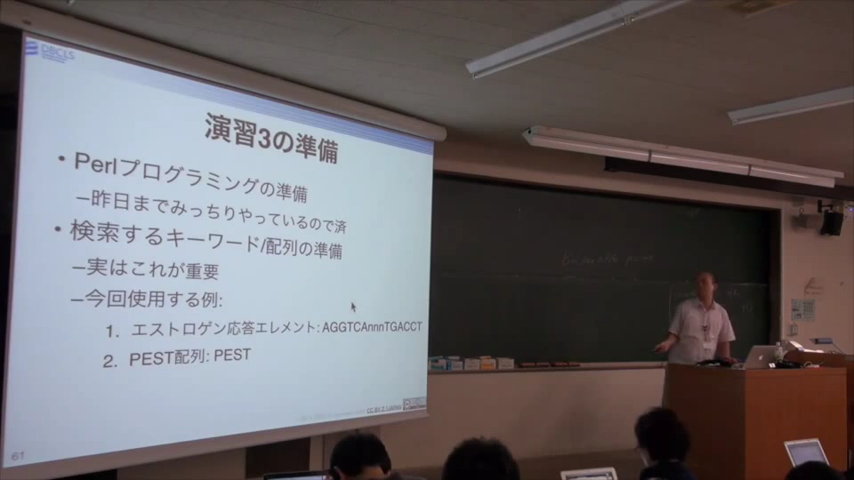 DBCLS
演習3の準備
• Perlプログラミングの準備
–昨日までみっちりやっているので済
• 検索するキーワード/配列の準備
–実はこれが重要
–今回使用する例:
1. エストロゲン応答エレメント: AGGTCAnnnTGACCT
2. PEST配列: PEST
61